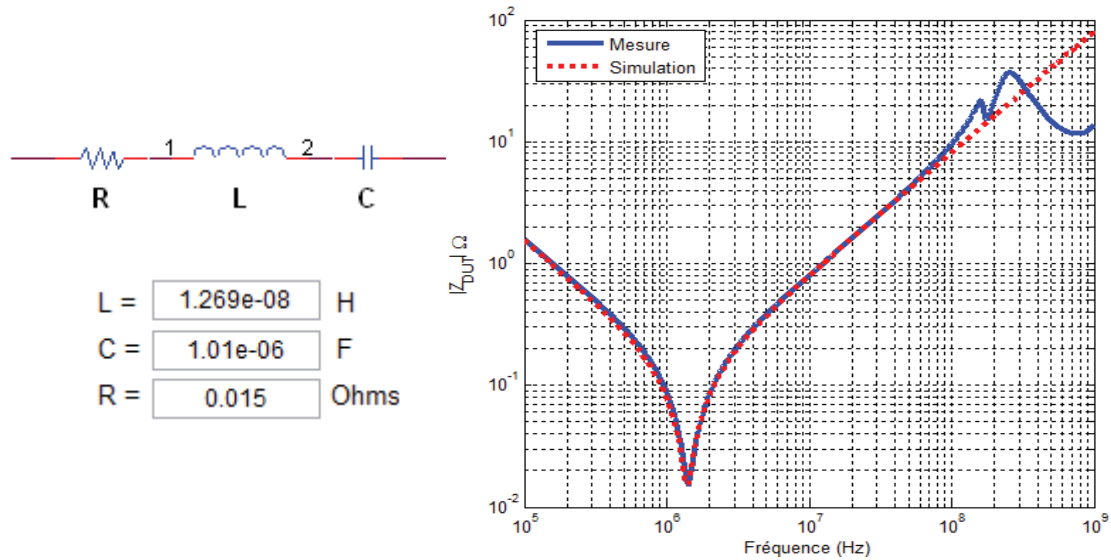 1 2
R L C
L = 1.269e-08 H
C = 1.01e-06 F
R = 0.015 Ohms
Mesure
Simulation
|Z_DUT| Ω
10^2
10^1
10^0
10^-1
10^-2
10^5 10^6 10^7 10^8 10^9
Fréquence (Hz)